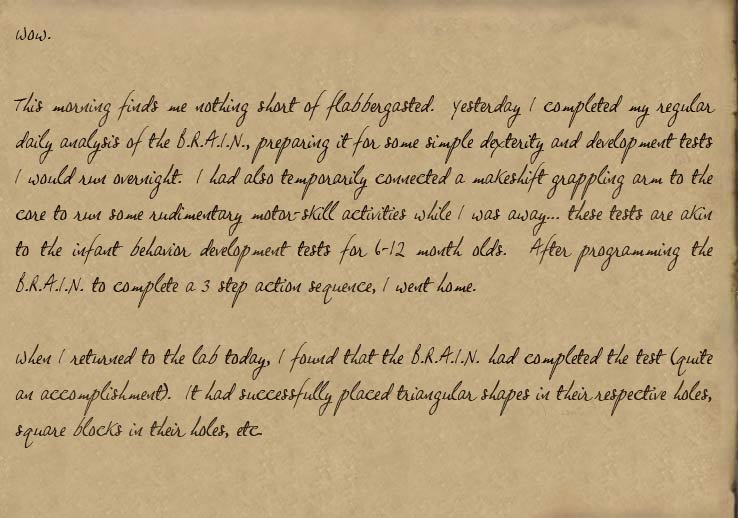 Wow.
This morning finds me nothing short of flabbergasted. Yesterday I completed my regular
daily analysis of the B.R.A.I.N., preparing it for some simple dexterity and development tests
I would run overnight. I had also temporarily connected a makeshift grappling arm to the
core to run some rudimentary motor-skill activities while I was away... these tests are akin
to the infant behavior development tests for 6-12 month olds. After programming the
B.R.A.I.N. to complete a 3 step action sequence, I went home.
When I returned to the lab today, I found that the B.R.A.I.N. had completed the test (quite
an accomplishment). It had successfully placed triangular shapes in their respective holes,
square blocks in their holes, etc.